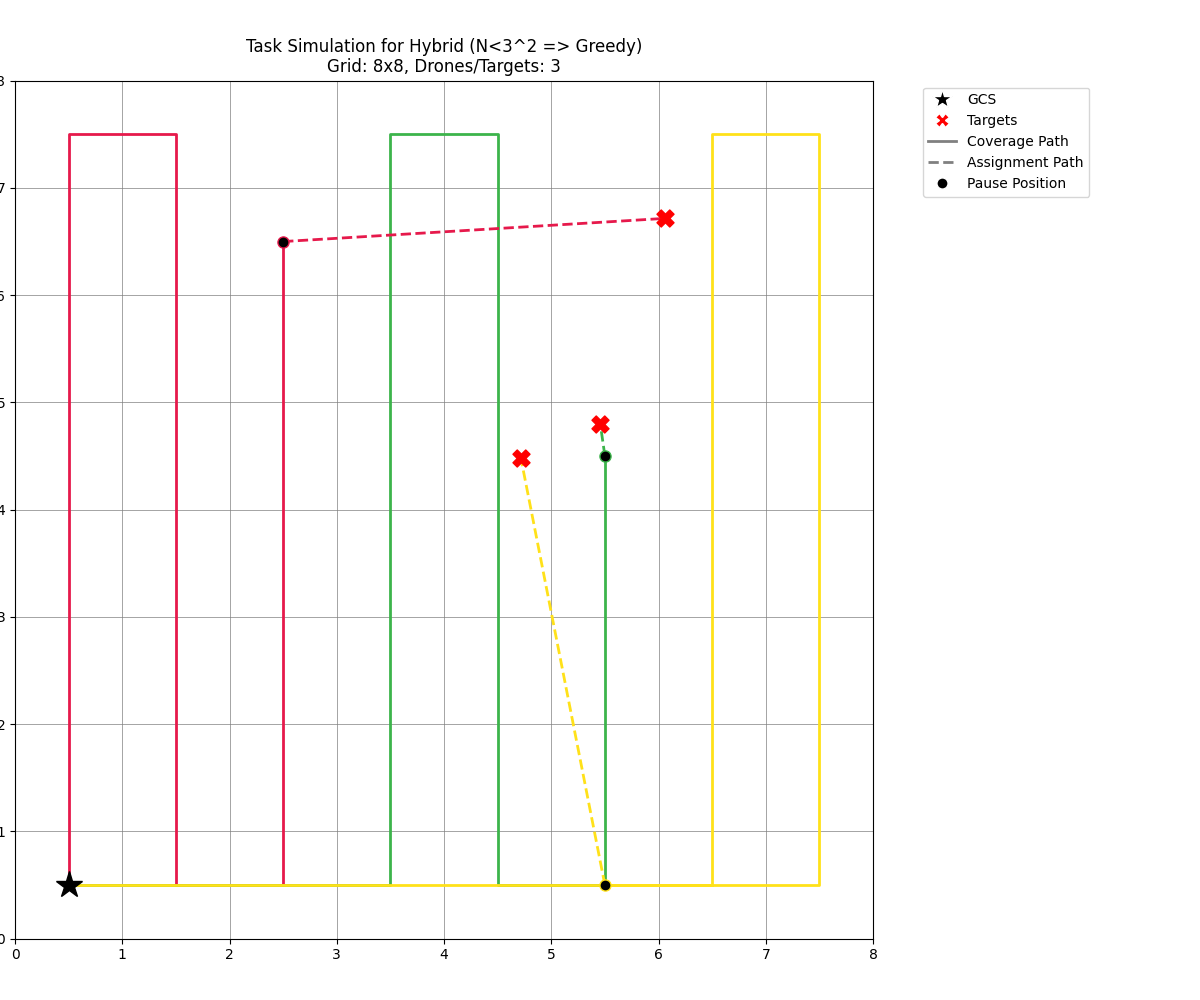 Task Simulation for Hybrid (N<3^2 => Greedy)
Grid: 8x8, Drones/Targets: 3
GCS
Targets
Coverage Path
Assignment Path
Pause Position
8
7
6
5
4
3
2
1
0
0 1 2 3 4 5 6 7 8